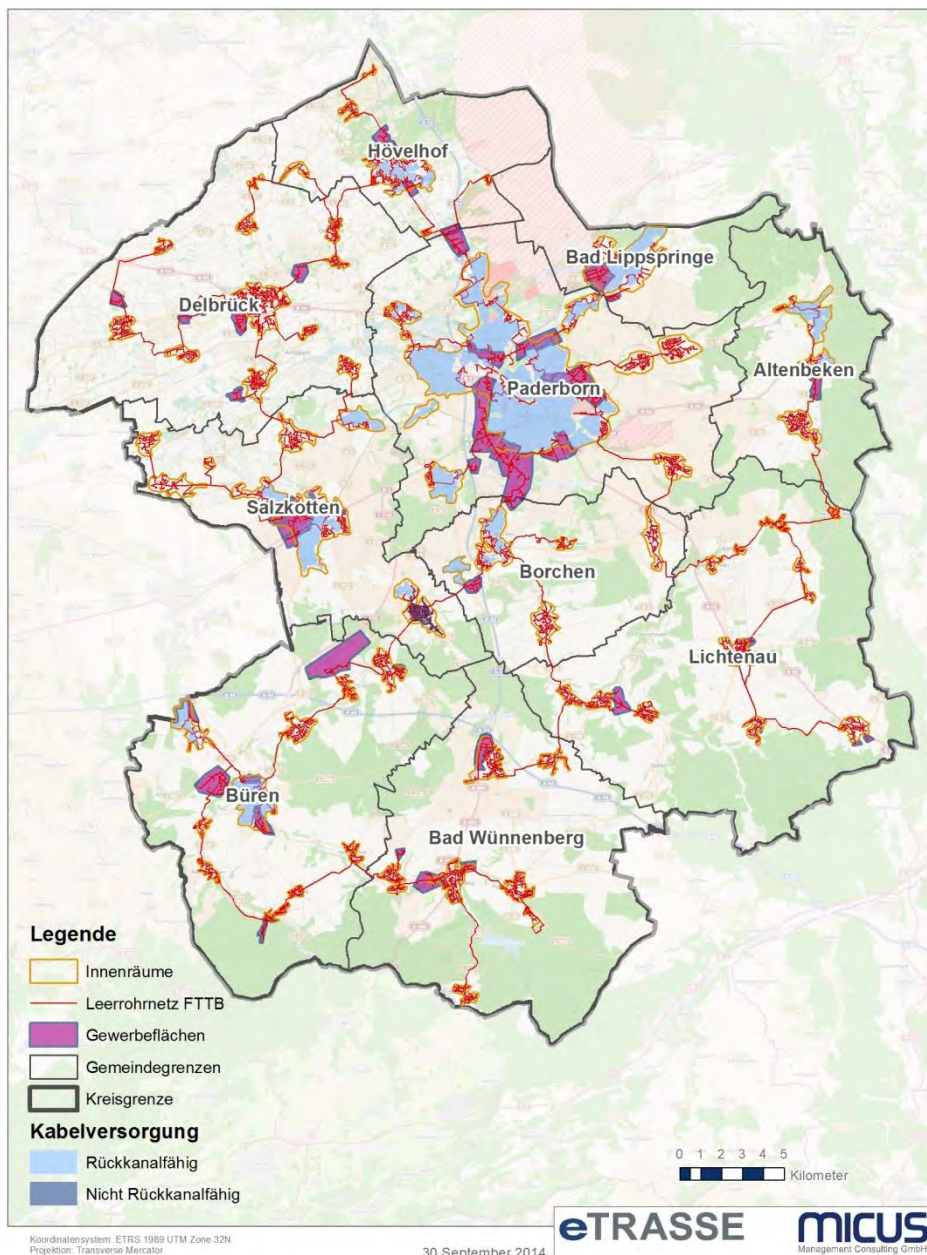 Hövelhof
Bad Lippspringe
Delbrück
Altenbeken
Paderborn
Salzkotten
Borchen
Lichtenau
Büren
Bad Wünnenberg
Legende
Innenräume
Leerrohrnetz FTTB
Gewerbeflächen
Gemeindegrenzen
Kreisgrenze
Kabelversorgung
Rückkanalfähig
Nicht Rückkanalfähig
0 1 2 3 4 5
Kilometer
Koordinatensystem: ETRS 1989 UTM Zone 32N
Projektion: Transverse Mercator
30 September 2014
eTRASSE
micus
Management Consulting GmbH